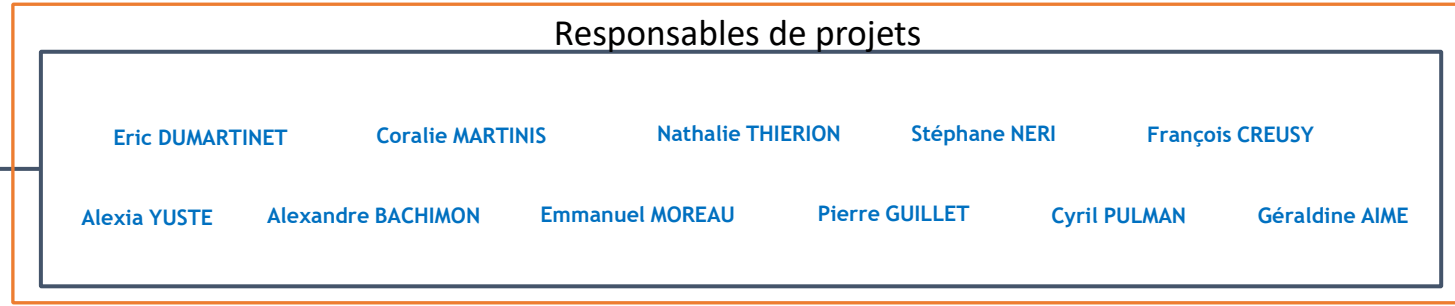 Responsables de projets
Eric DUMARTINET Coralie MARTINIS Nathalie THIERION Stéphane NERI François CREUSY
Alexia YUSTE Alexandre BACHIMON Emmanuel MOREAU Pierre GUILLET Cyril PULMAN Géraldine AIME